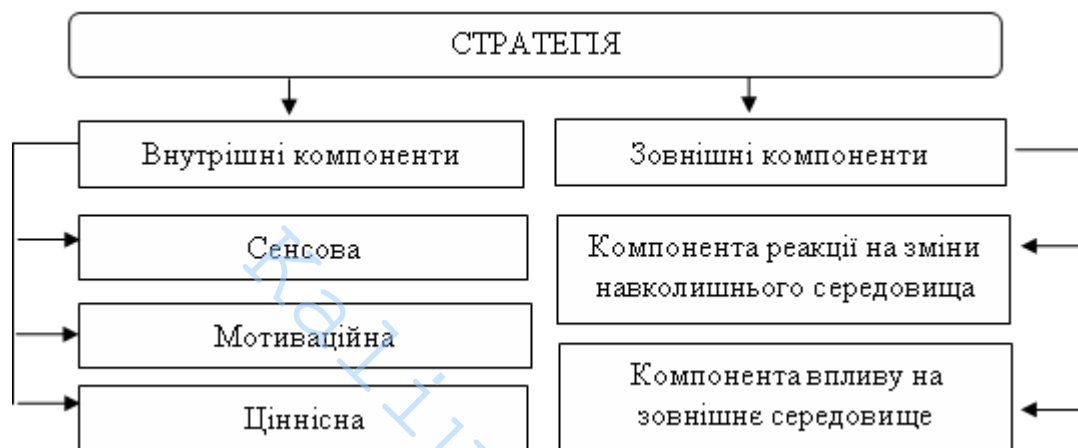 СТРАТЕГІЯ
Внутрішні компоненти
Зовнішні компоненти
Сенсова
Мотиваційна
Ціннісна
Компонента реакції на зміни
навколишнього середовища
Компонента впливу на
зовнішнє середовище